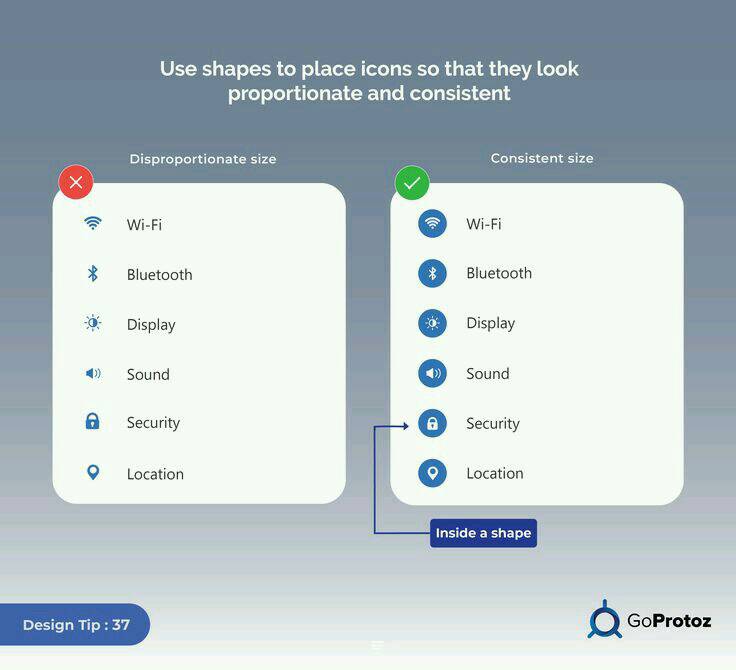 Use shapes to place icons so that they look
proportionate and consistent
Disproportionate size
Wi-Fi
Bluetooth
Display
Sound
Security
Location
Consistent size
Wi-Fi
Bluetooth
Display
Sound
Security
Location
Inside a shape
Design Tip : 37
GoProtoz